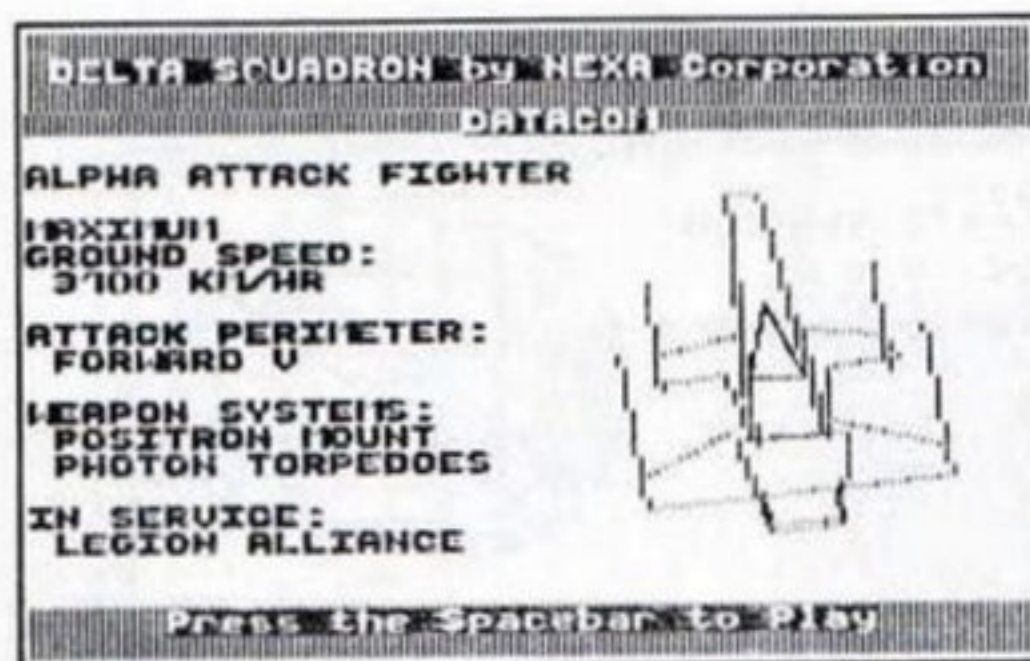 DELTA SQUADRON by NEXA Corporation
DATACOM
ALPHA ATTACK FIGHTER
MAXIMUM
GROUND SPEED:
3700 KM/HR
ATTACK PERIMETER:
FORWARD V
WEAPON SYSTEMS:
POSITRON MOUNT
PHOTON TORPEDOES
IN SERVICE:
LEGION ALLIANCE
Press the Spacebar to Play